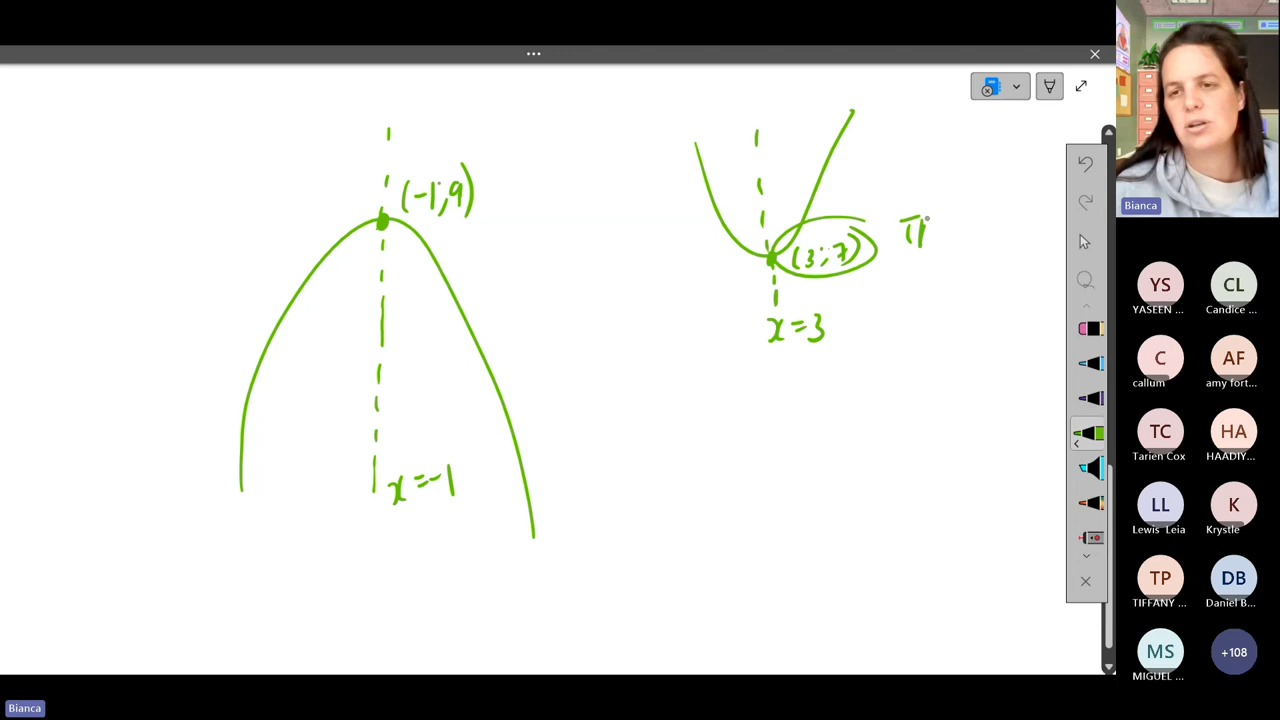 (-1;9)
x=-1
(3;7)
x=3
Bianca
YS
YASEEN ...
CL
Candice ...
C
callum
AF
amy fort...
TC
Tarien Cox
HA
HAADIY...
LL
Lewis Leia
K
Krystle
TP
TIFFANY ...
DB
Daniel B...
MS
MIGUEL ...
+108
Bianca